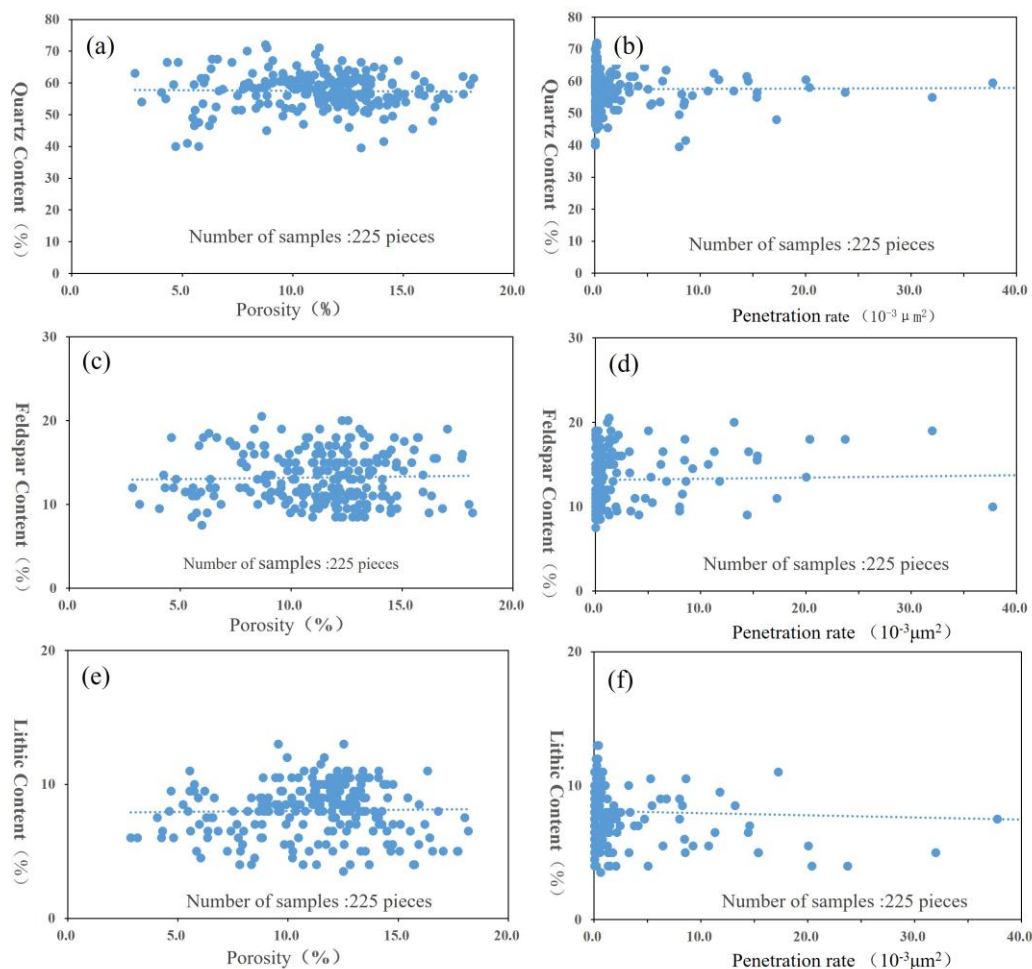 (a)
Quartz Content (%)
80
70
60
50
40
30
20
10
0
Number of samples :225 pieces
0.0 5.0 10.0 15.0 20.0
Porosity (%)
(b)
Quartz Content (%)
80
70
60
50
40
30
20
10
0
Number of samples :225 pieces
0.0 10.0 20.0 30.0 40.0
Penetration rate (10⁻³ μm²)
(c)
Feldspar Content (%)
30
20
10
0
Number of samples :225 pieces
0.0 5.0 10.0 15.0 20.0
Porosity (%)
(d)
Feldspar Content (%)
30
20
10
0
Number of samples :225 pieces
0.0 10.0 20.0 30.0 40.0
Penetration rate (10⁻³μm²)
(e)
Lithic Content (%)
20
10
0
Number of samples :225 pieces
0.0 5.0 10.0 15.0 20.0
Porosity (%)
(f)
Lithic Content (%)
20
10
0
Number of samples :225 pieces
0.0 10.0 20.0 30.0 40.0
Penetration rate (10⁻³μm²)